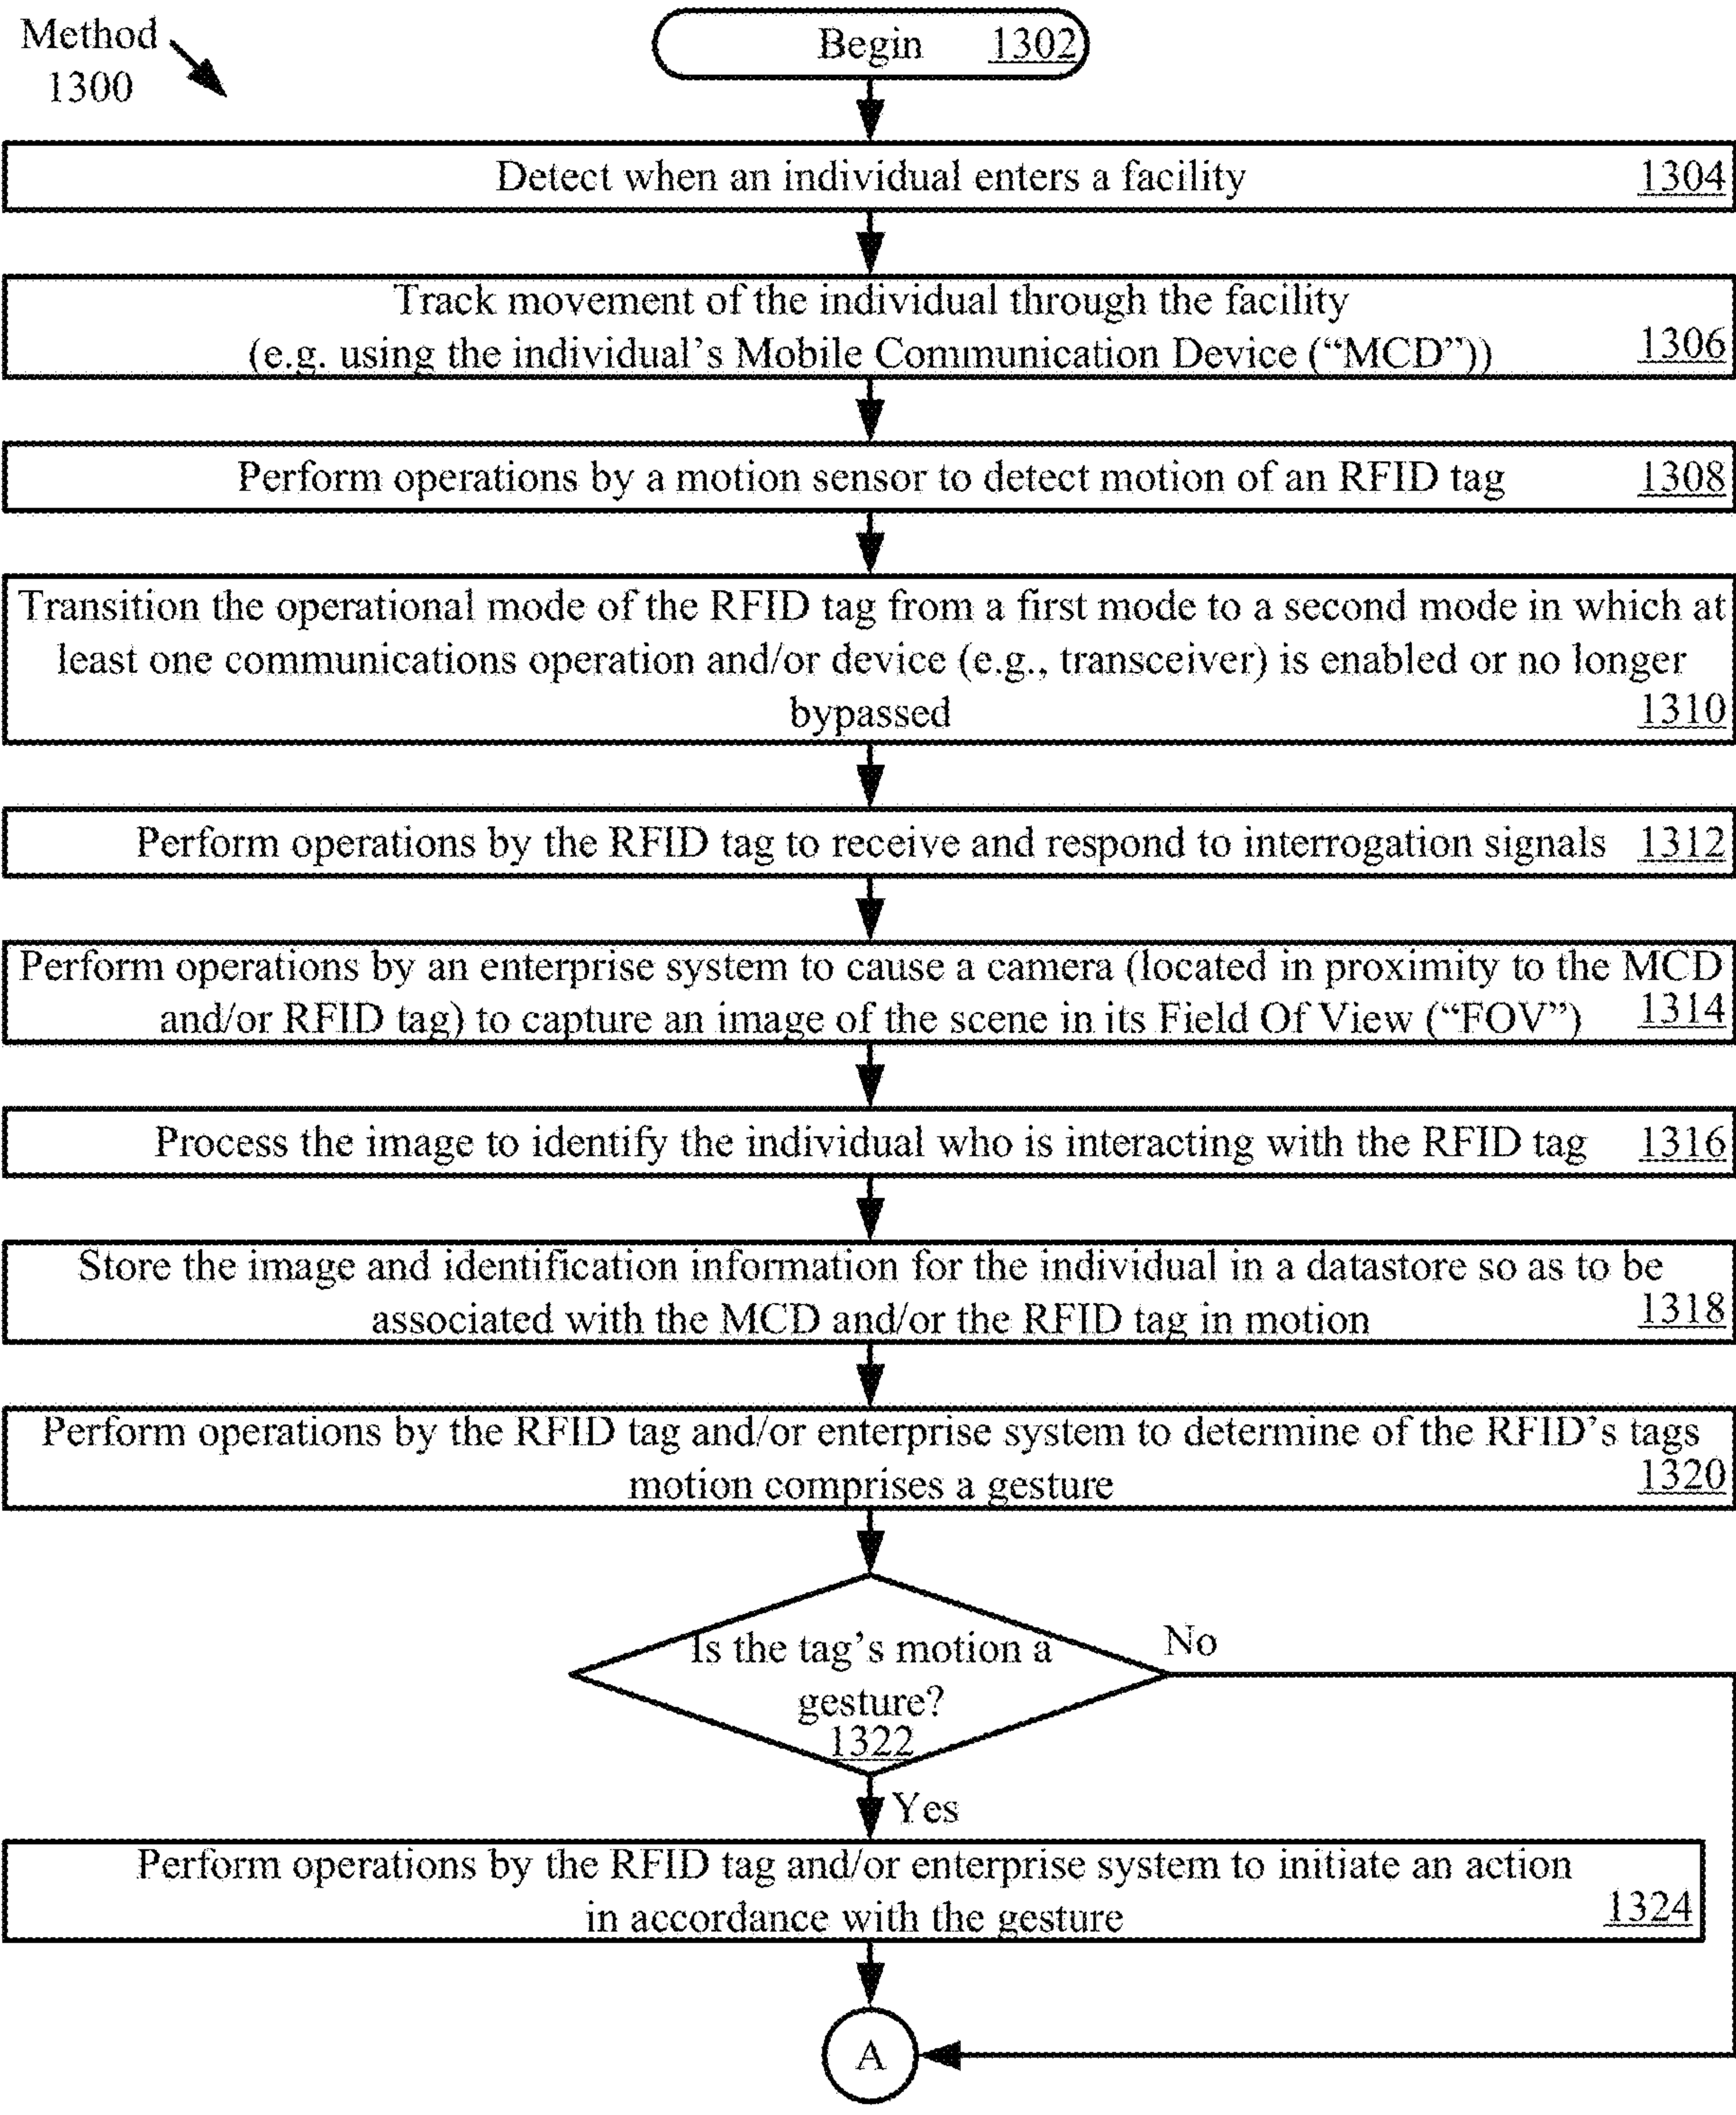 Method
1300
Begin 1302
Detect when an individual enters a facility 1304
Track movement of the individual through the facility
(e.g. using the individual's Mobile Communication Device (“MCD”)) 1306
Perform operations by a motion sensor to detect motion of an RFID tag 1308
Transition the operational mode of the RFID tag from a first mode to a second mode in which at
least one communications operation and/or device (e.g., transceiver) is enabled or no longer
bypassed 1310
Perform operations by the RFID tag to receive and respond to interrogation signals 1312
Perform operations by an enterprise system to cause a camera (located in proximity to the MCD
and/or RFID tag) to capture an image of the scene in its Field Of View (“FOV”) 1314
Process the image to identify the individual who is interacting with the RFID tag 1316
Store the image and identification information for the individual in a datastore so as to be
associated with the MCD and/or the RFID tag in motion 1318
Perform operations by the RFID tag and/or enterprise system to determine of the RFID's tags
motion comprises a gesture 1320
Is the tag's motion a
gesture?
1322
No
Yes
Perform operations by the RFID tag and/or enterprise system to initiate an action
in accordance with the gesture 1324
A